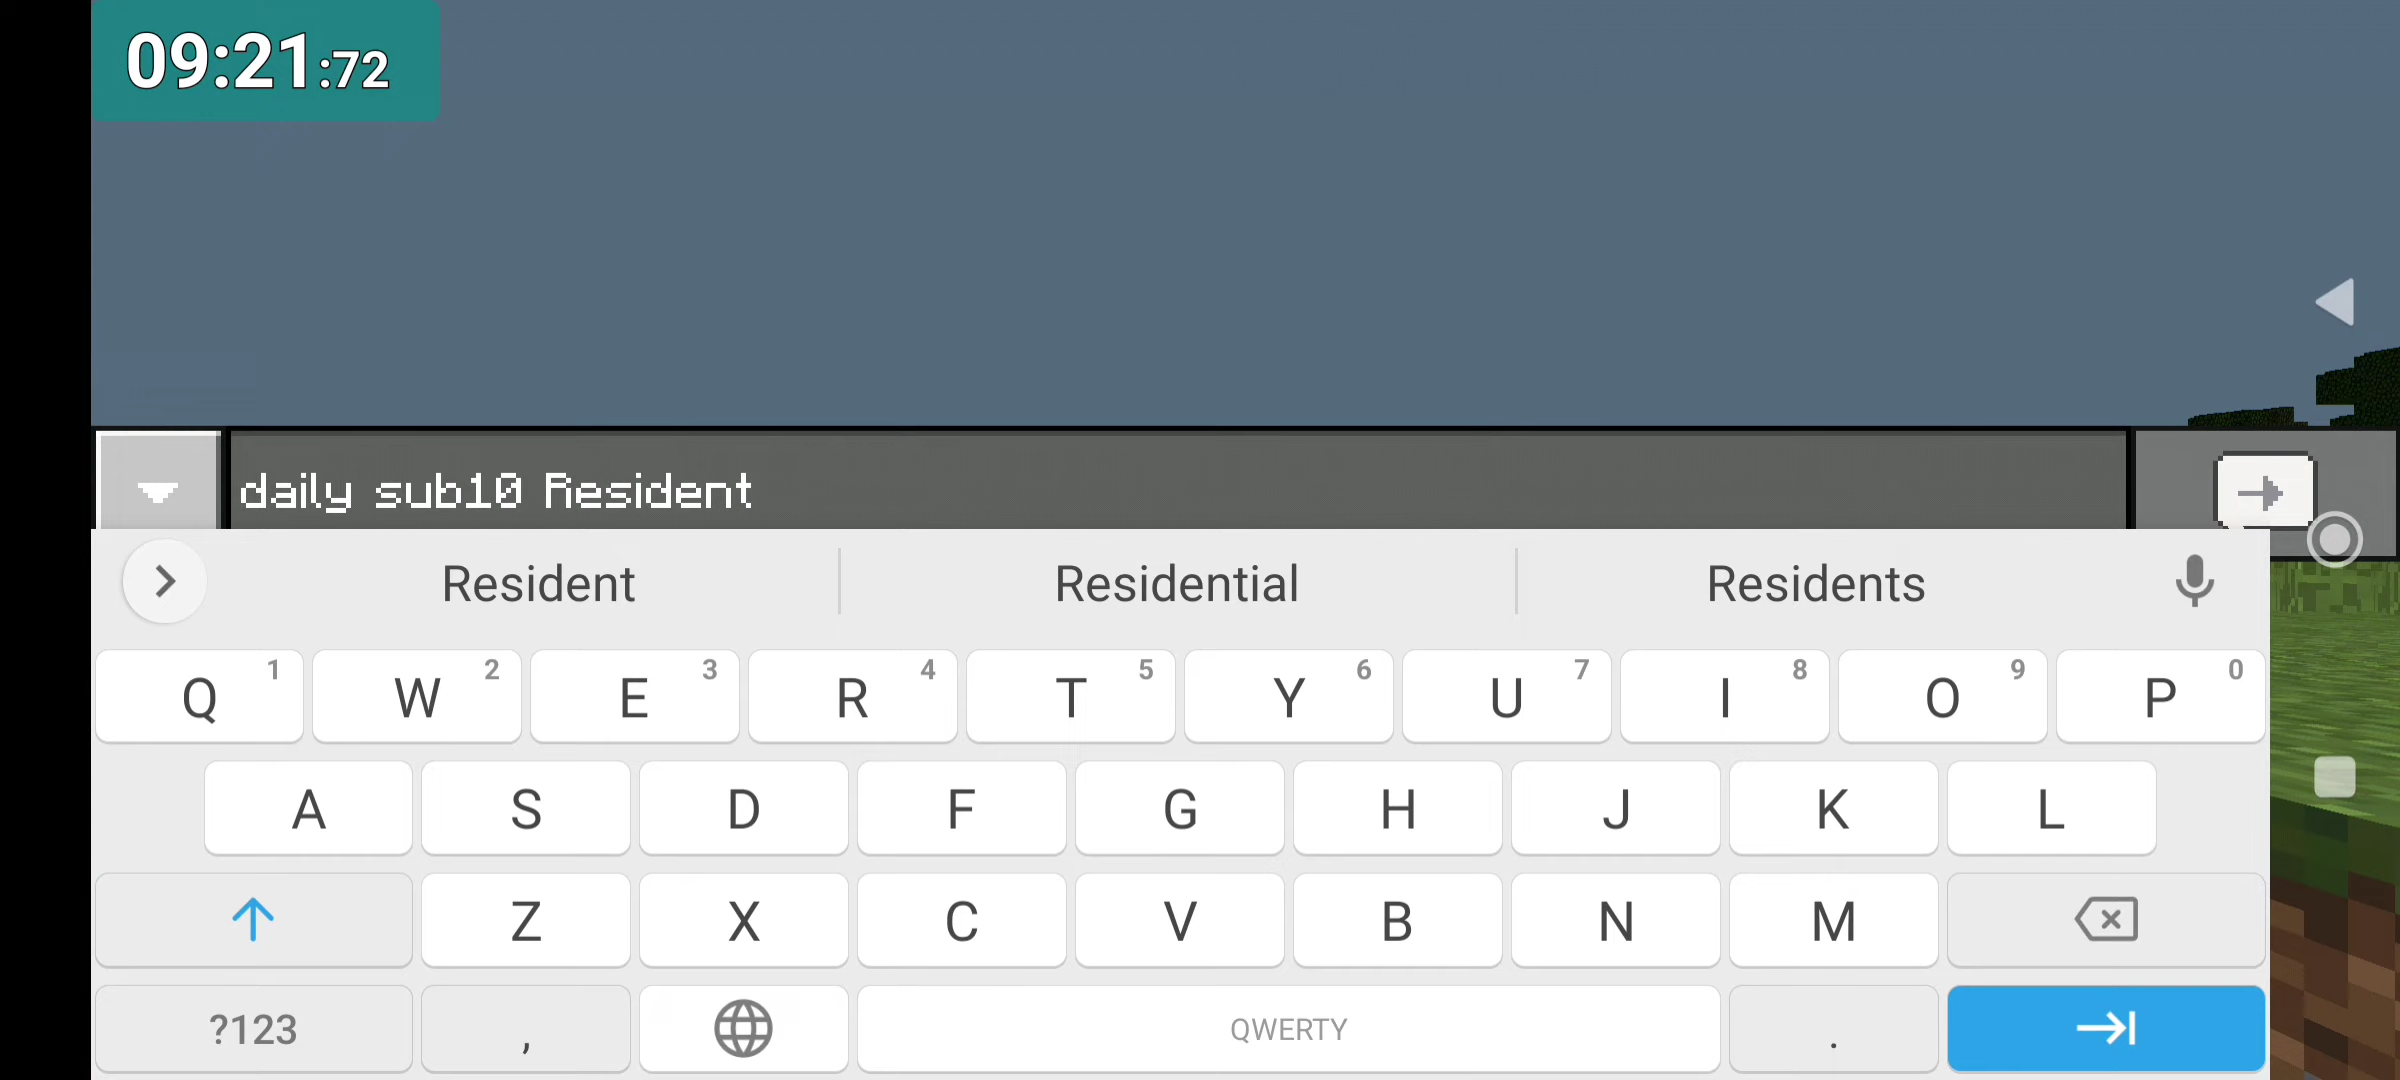 09:21:72
daily sub10 Resident
Resident Residential Residents
Q 1 W 2 E 3 R 4 T 5 Y 6 U 7 I 8 O 9 P 0
A S D F G H J K L
Z X C V B N M
?123 , QWERTY .